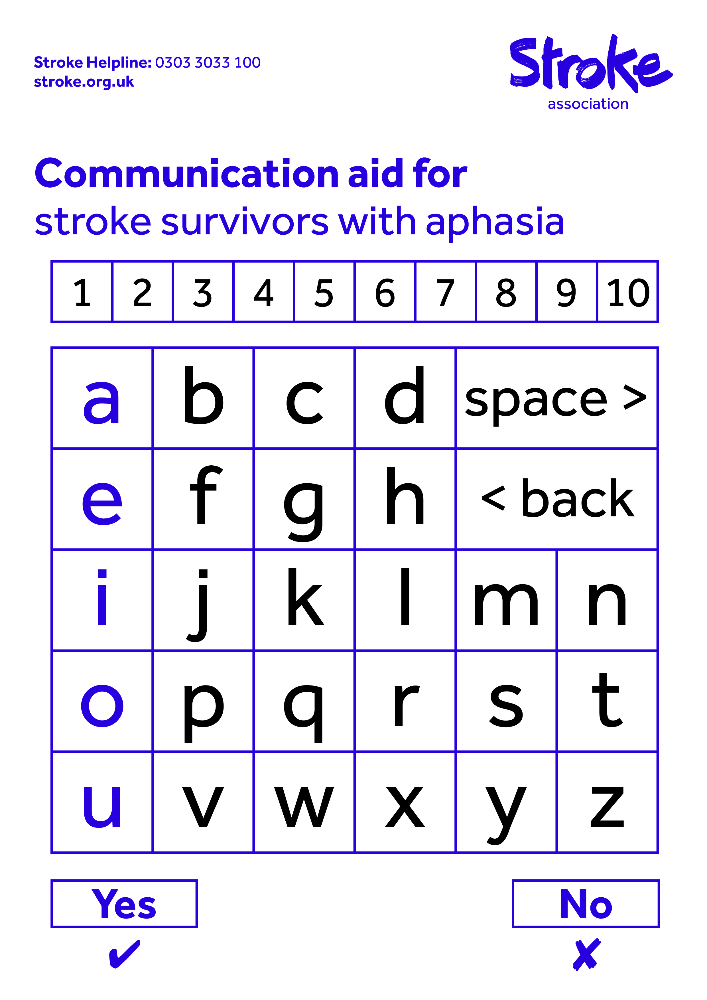 Stroke Helpline: 0303 3033 100
stroke.org.uk
Stroke
association
Communication aid for
stroke survivors with aphasia
1 2 3 4 5 6 7 8 9 10
a b c d space >
e f g h < back
i j k l m n
o p q r s t
u v w x y z
Yes No
✔ ✘